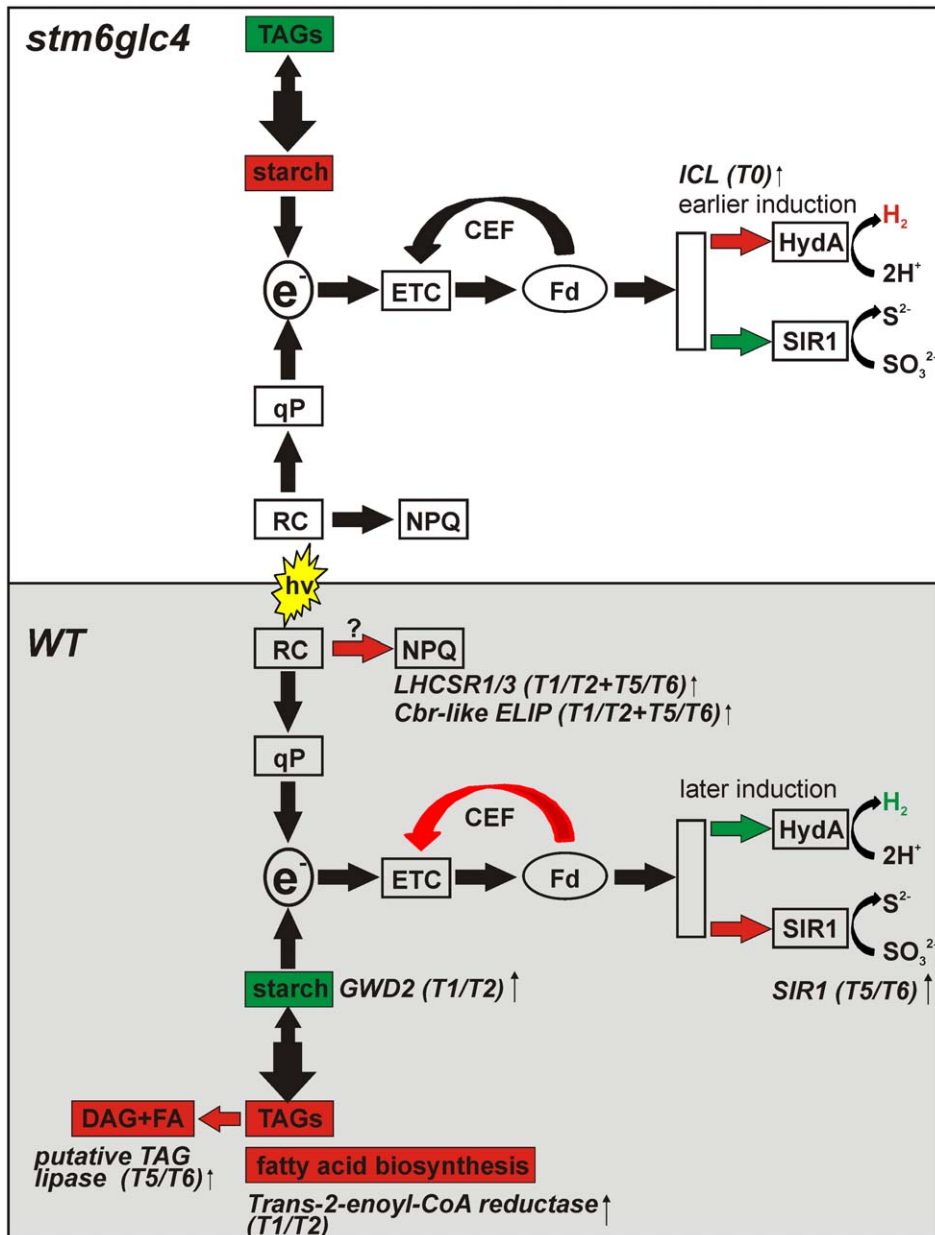 stm6glc4
TAGs
starch
ICL (T0)↑
earlier induction
CEF
HydA
H₂
2H⁺
e⁻
ETC
Fd
SIR1
S²⁻
SO₃²⁻
qP
RC
NPQ
hv
WT
RC
?
NPQ
LHCSR1/3 (T1/T2+T5/T6)↑
Cbr-like ELIP (T1/T2+T5/T6)↑
qP
later induction
CEF
HydA
H₂
2H⁺
e⁻
ETC
Fd
SIR1
S²⁻
SO₃²⁻
starch
GWD2 (T1/T2)↑
SIR1 (T5/T6)↑
DAG+FA
TAGs
putative TAG
lipase (T5/T6)↑
fatty acid biosynthesis
Trans-2-enoyl-CoA reductase↑
(T1/T2)